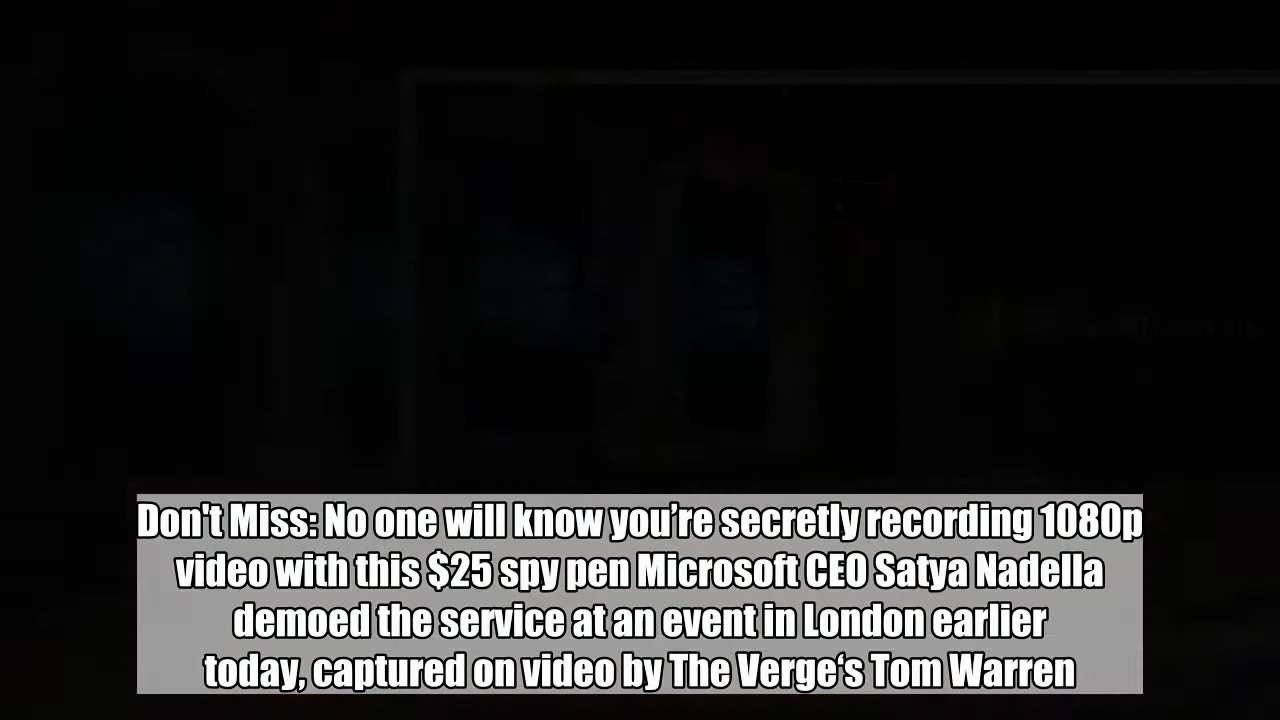 Don't Miss: No one will know you’re secretly recording 1080p
video with this $25 spy pen Microsoft CEO Satya Nadella
demoed the service at an event in London earlier
today, captured on video by The Verge‘s Tom Warren